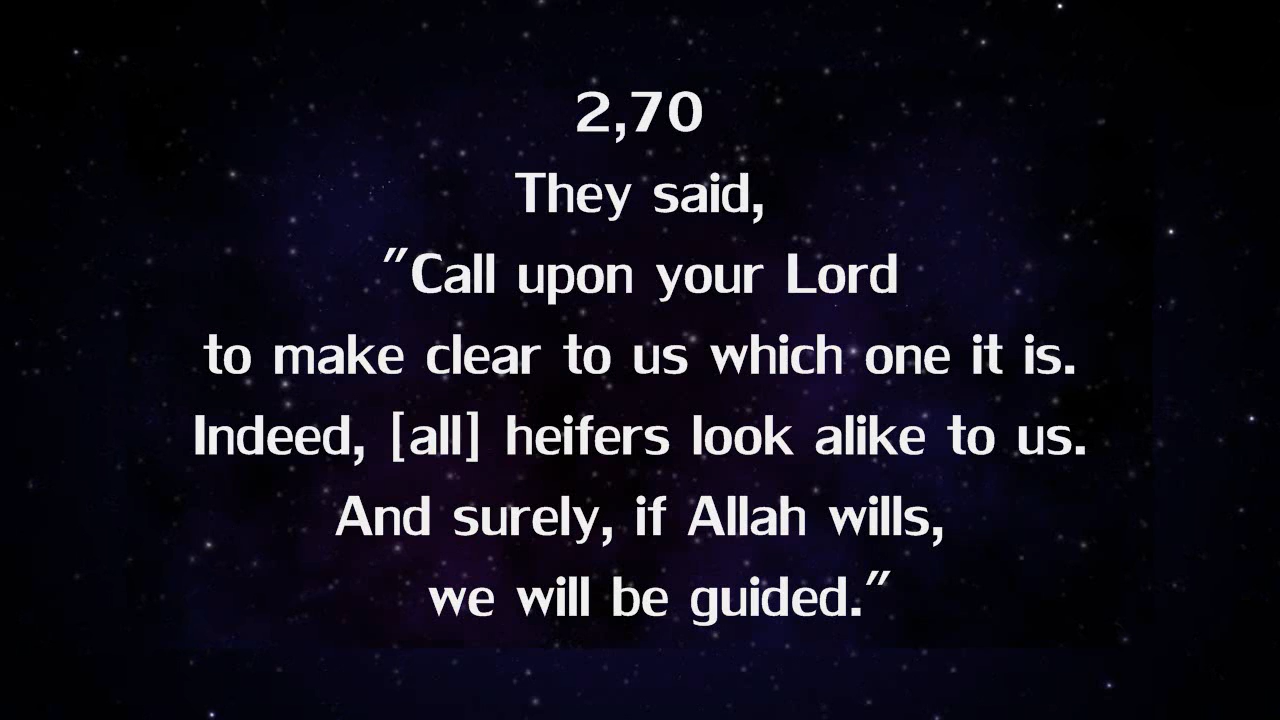 2,70
They said,
"Call upon your Lord
to make clear to us which one it is.
Indeed, [all] heifers look alike to us.
And surely, if Allah wills,
we will be guided."